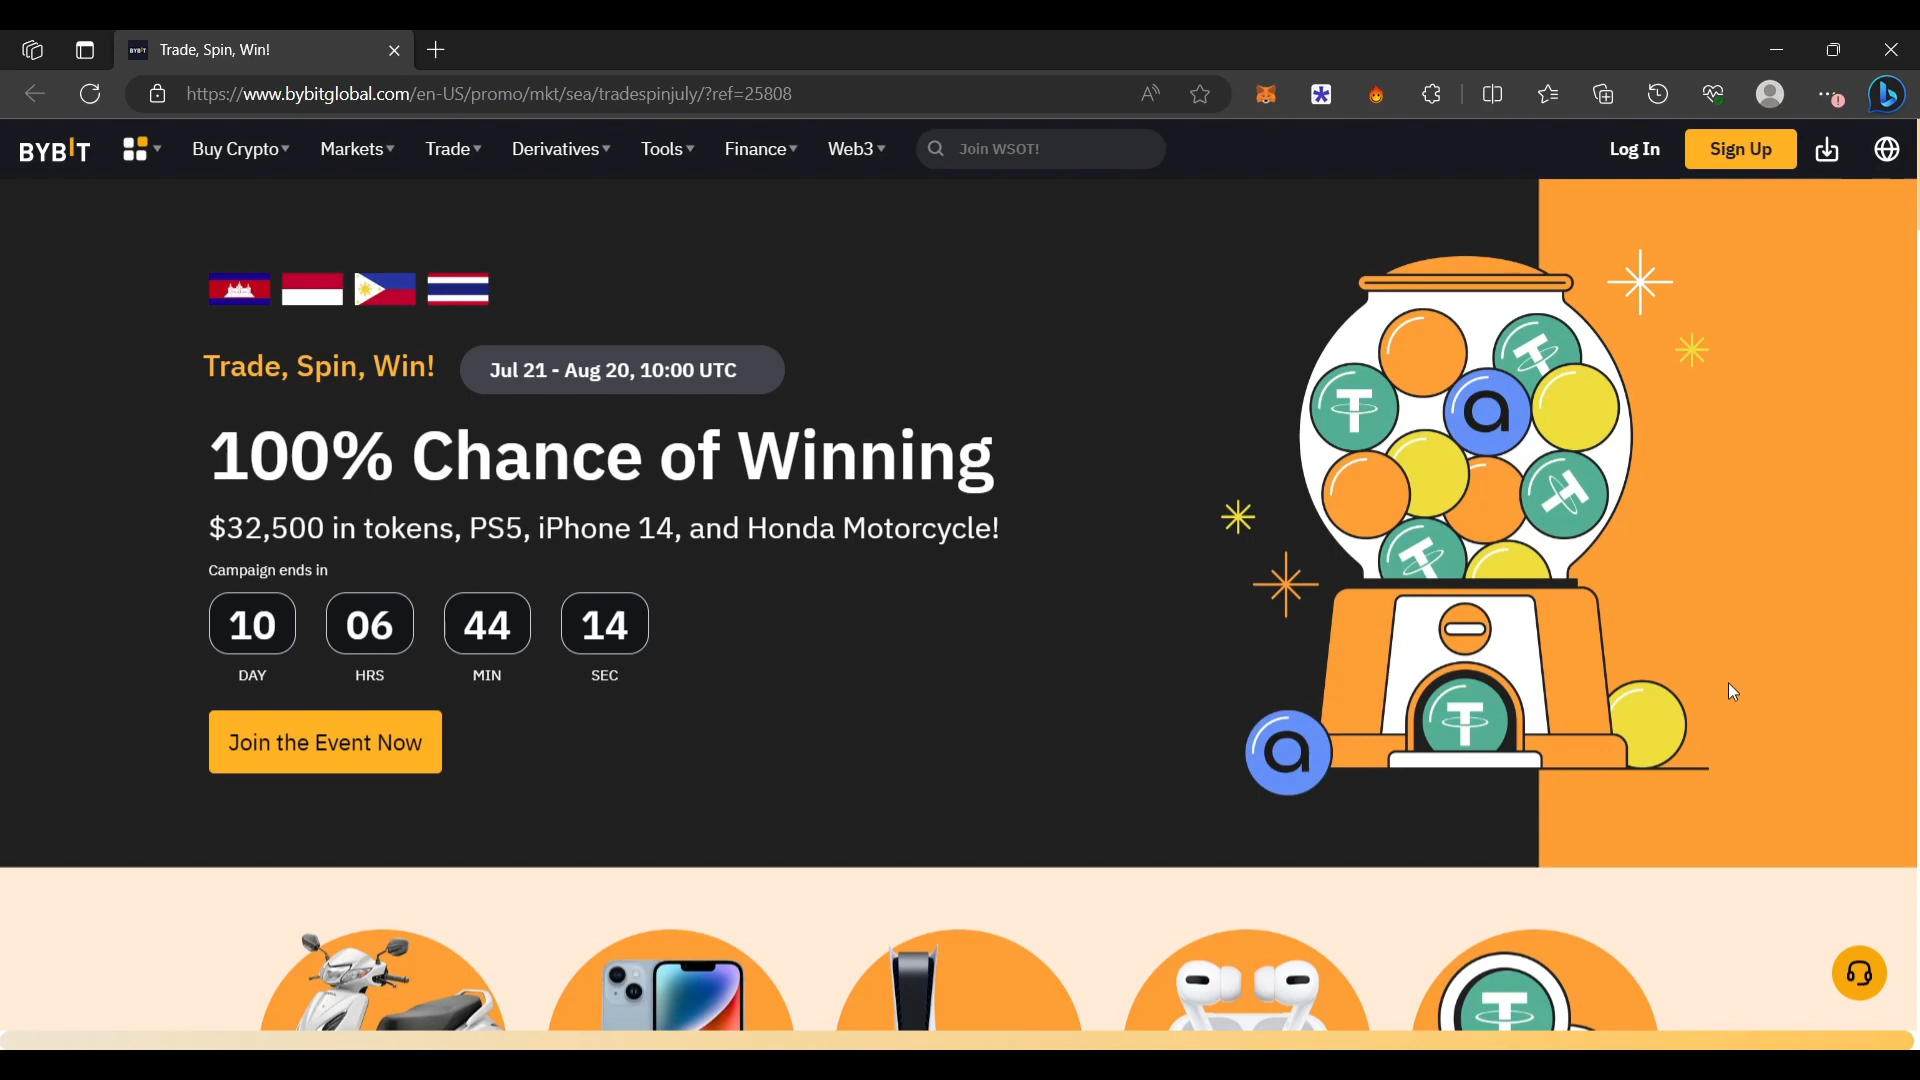 BYBIT Trade, Spin, Win!
https://www.bybitglobal.com/en-US/promo/mkt/sea/tradespinjuly/?ref=25808
BYBIT Buy Crypto Markets Trade Derivatives Tools Finance Web3 Join WSOT! Log In Sign Up
Trade, Spin, Win! Jul 21 - Aug 20, 10:00 UTC
100% Chance of Winning
$32,500 in tokens, PS5, iPhone 14, and Honda Motorcycle!
Campaign ends in
10 06 44 14
DAY HRS MIN SEC
Join the Event Now